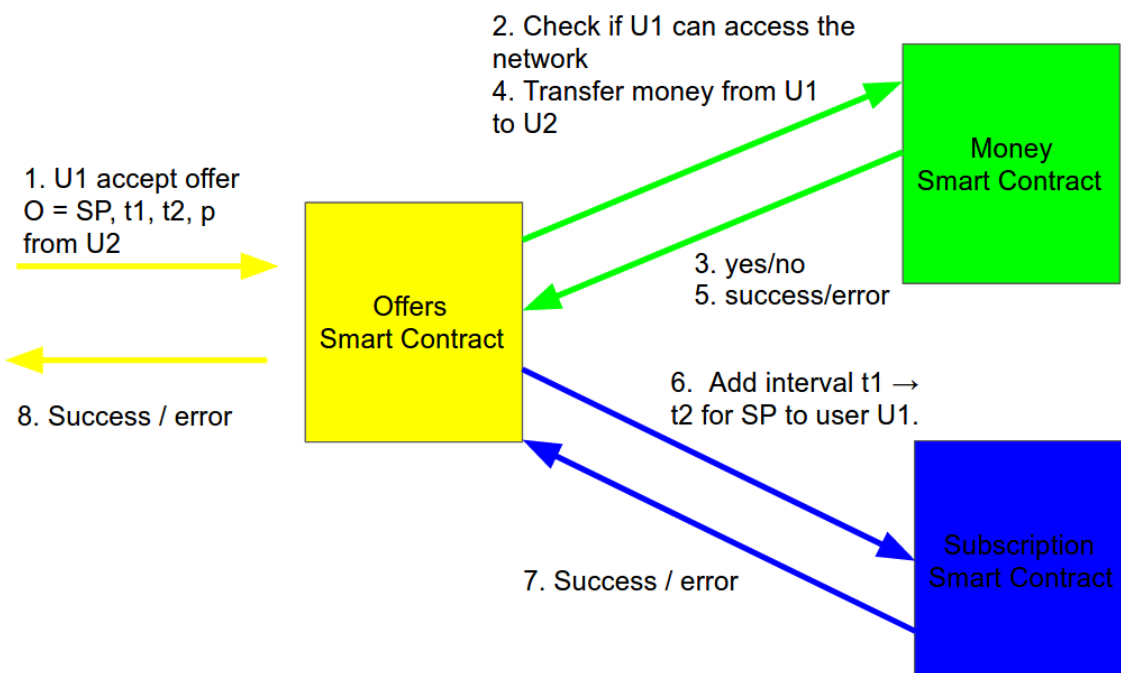 2. Check if U1 can access the
network
4. Transfer money from U1
to U2
Money
Smart Contract
1. U1 accept offer
O = SP, t1, t2, p
from U2
3. yes/no
5. success/error
Offers
Smart Contract
6.  Add interval t1 →
t2 for SP to user U1.
8. Success / error
Subscription
Smart Contract
7. Success / error